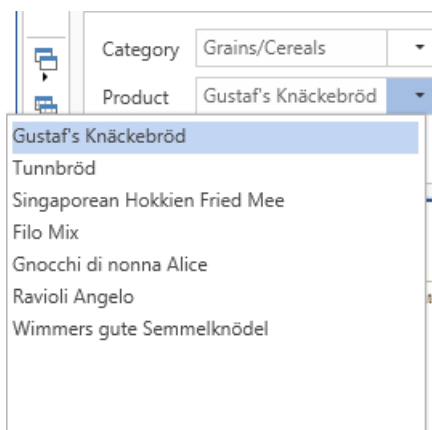 Category Grains/Cereals
Product Gustaf's Knäckebröd
Gustaf's Knäckebröd
Tunnbröd
Singaporean Hokkien Fried Mee
Filo Mix
Gnocchi di nonna Alice
Ravioli Angelo
Wimmers gute Semmelknödel